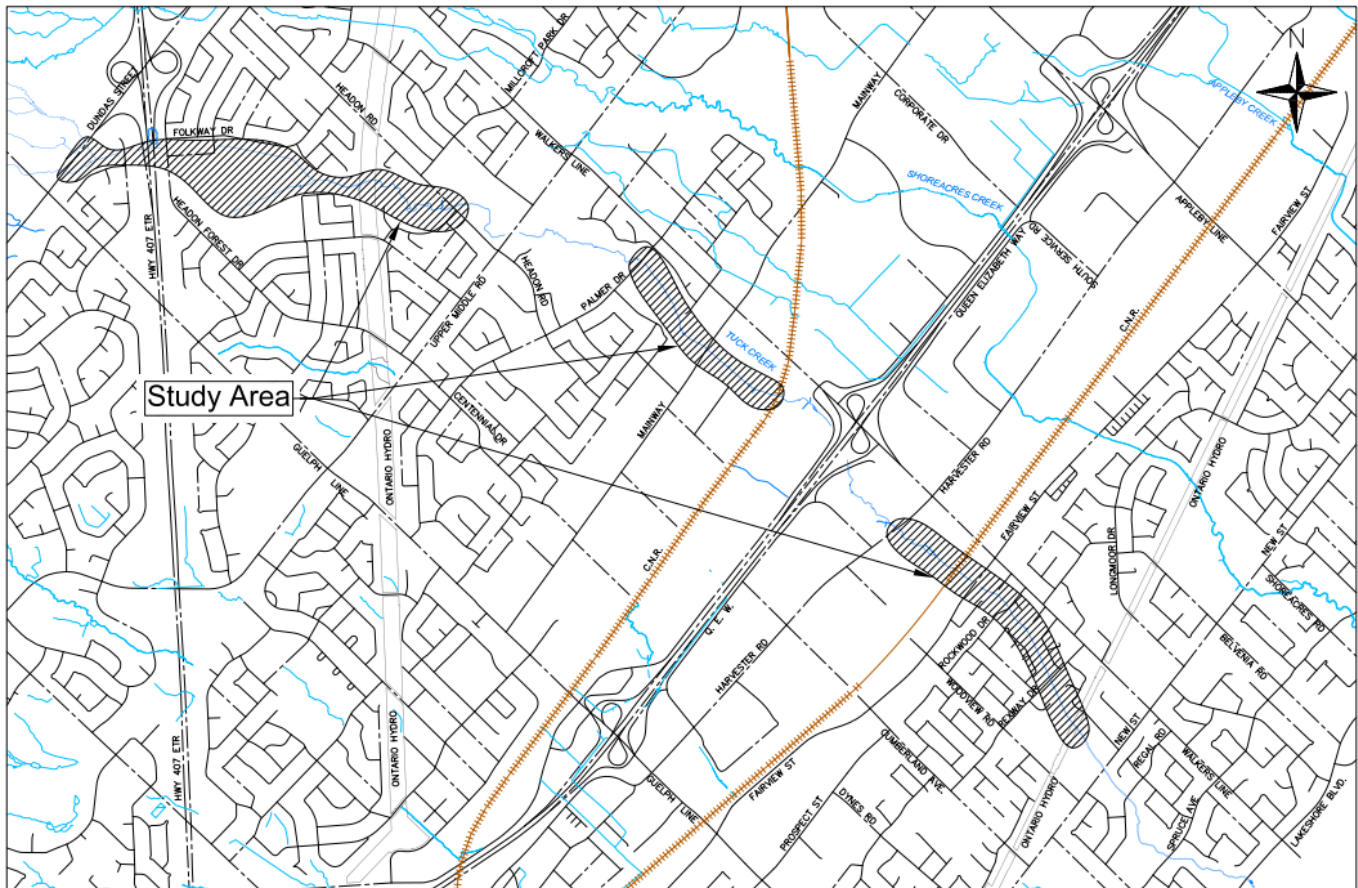 MILLCROFT PARK DR
N
DUNDAS STREET
HEADON RD
MAINWAY
CORPORATE DR
APPLEBY CREEK
FOLKWAY DR
WALKERS LINE
SHOREACRES CREEK
HEADON FOREST DR
HWY 407 ETR
APPLEBY LINE
FAIRVIEW ST
SOUTH SERVICE RD
QUEEN ELIZABETH WAY
HEADON RD
PALMER DR
UPPER MIDDLE RD
C.N.R.
TUCK CREEK
Study Area
CENTENNIAL DR
MAINWAY
GUELPH
LINE
ONTARIO HYDRO
HARVESTER RD
ONTARIO HYDRO
FAIRVIEW ST
LONGMOOR DR
NEW ST
SHOREACRES RD
C.N.R.
Q. E. W.
ROCKWOOD DR
BELVENIA RD
HARVESTER RD
WOODVIEW RD
REXWAY DR
NEW ST
REGAL RD
WALKERS LINE
CUMBERLAND AVE.
ONTARIO HYDRO
HWY 407 ETR
GUELPH LINE
FAIRVIEW ST
PROSPECT ST
DYNES RD
ONTARIO HYDRO
SPRUCE AVE
LAKESHORE BLVD.